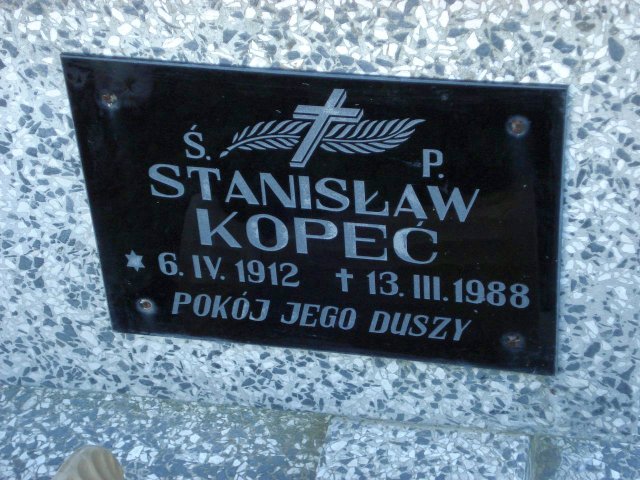 Ś. P.
STANISŁAW
KOPEĆ
* 6. IV. 1912 † 13. III. 1988
POKÓJ JEGO DUSZY